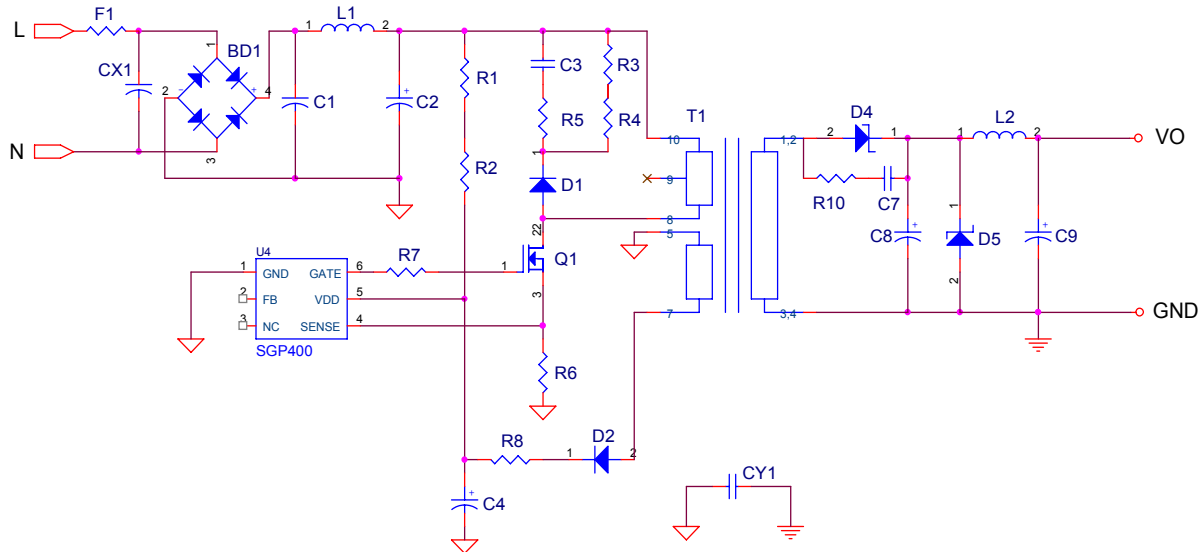 L
F1
CX1
N
BD1
1
2
3
4
-
+
1
L1
2
C1
+
C2
R1
R2
C3
R5
R3
R4
1
D1
22
Q1
1
3
R7
R6
U4
1
GND
GATE
6
2
FB
VDD
5
3
NC
SENSE
4
SGP400
T1
10
9
8
5
7
1,2
3,4
2
D4
1
R10
C7
+
C8
1
D5
2
1
L2
2
+
C9
VO
GND
R8
1
D2
2
+
C4
CY1